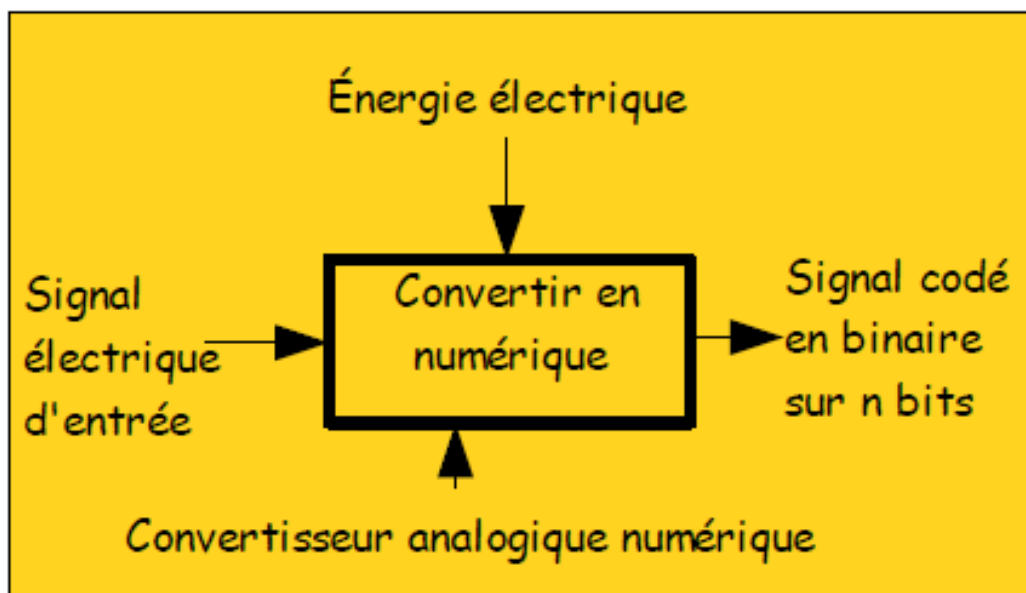 Énergie électrique
Signal
électrique
d'entrée
Convertir en
numérique
Signal codé
en binaire
sur n bits
Convertisseur analogique numérique